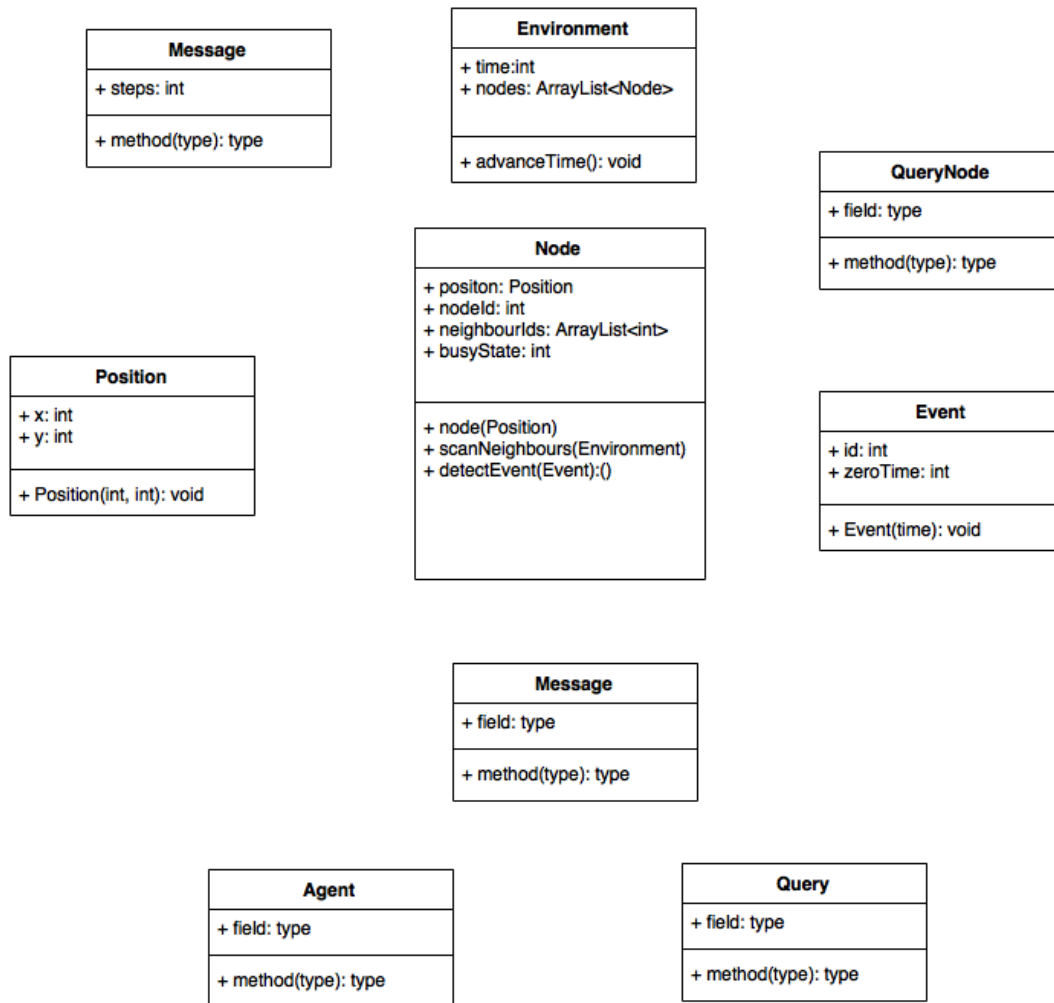 Message
+ steps: int
+ method(type): type
Environment
+ time:int
+ nodes: ArrayList<Node>
+ advanceTime(): void
QueryNode
+ field: type
+ method(type): type
Node
+ positon: Position
+ nodeId: int
+ neighbourIds: ArrayList<int>
+ busyState: int
+ node(Position)
+ scanNeighbours(Environment)
+ detectEvent(Event):()
Position
+ x: int
+ y: int
+ Position(int, int): void
Event
+ id: int
+ zeroTime: int
+ Event(time): void
Message
+ field: type
+ method(type): type
Agent
+ field: type
+ method(type): type
Query
+ field: type
+ method(type): type